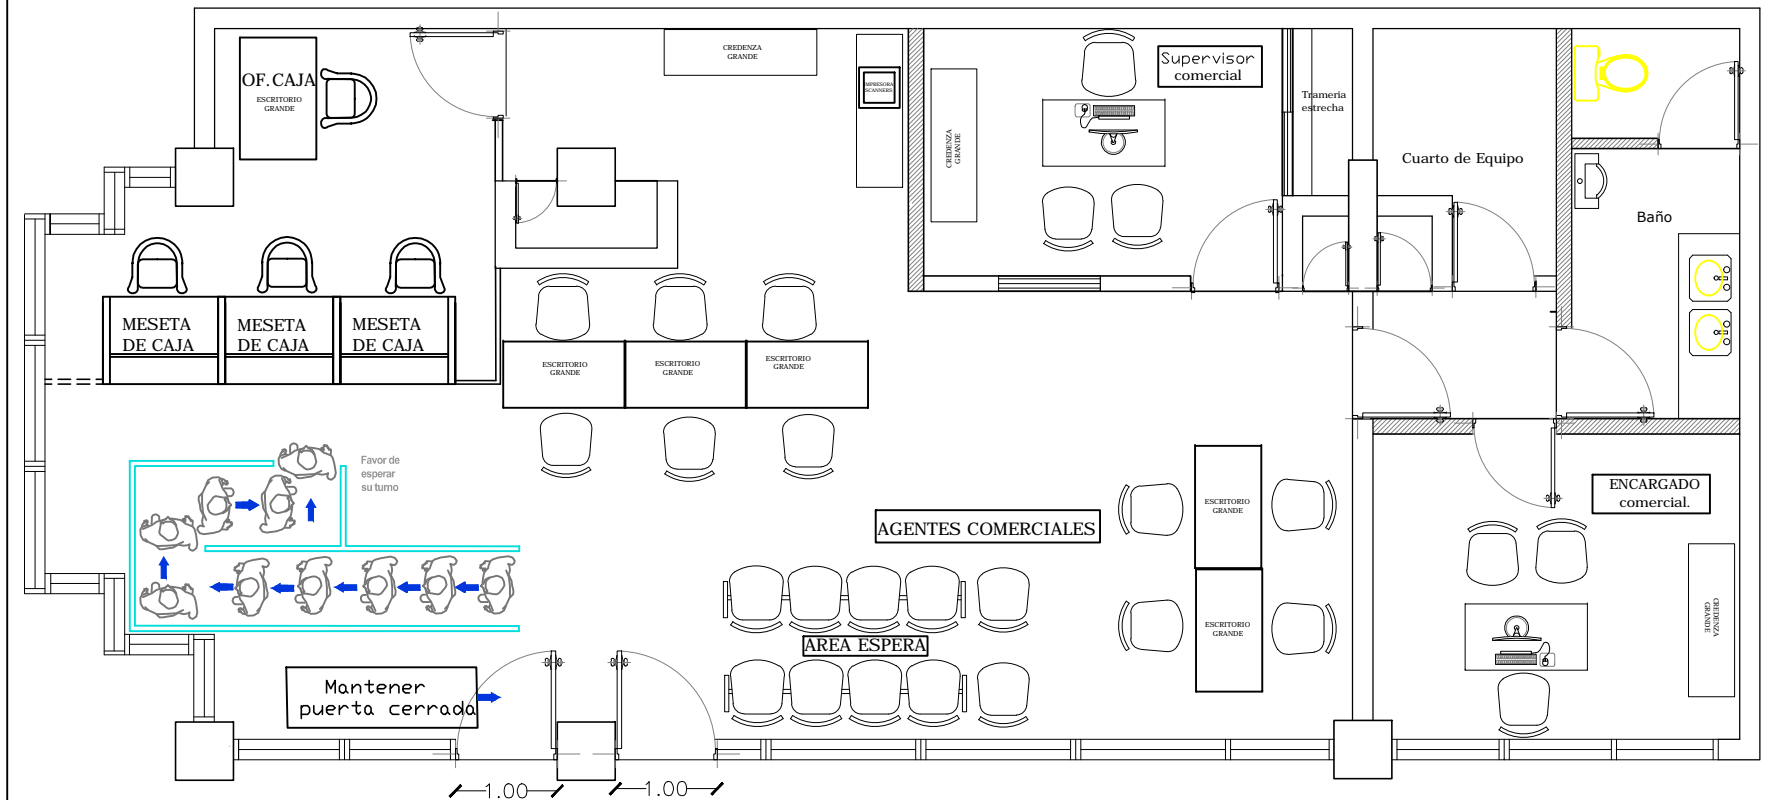 OF. CAJA
ESCRITORIO
GRANDE
CREDENZA
GRANDE
IMPRESORA
SCANNERS
CREDENZA
GRANDE
Supervisor
comercial
Trameria
estrecha
Cuarto de Equipo
Baño
MESETA
DE CAJA
MESETA
DE CAJA
MESETA
DE CAJA
ESCRITORIO
GRANDE
ESCRITORIO
GRANDE
ESCRITORIO
GRANDE
Favor de
esperar
su turno
AGENTES COMERCIALES
ESCRITORIO
GRANDE
ESCRITORIO
GRANDE
ENCARGADO
comercial.
CREDENZA
GRANDE
AREA ESPERA
Mantener
puerta cerrada
1.00
1.00